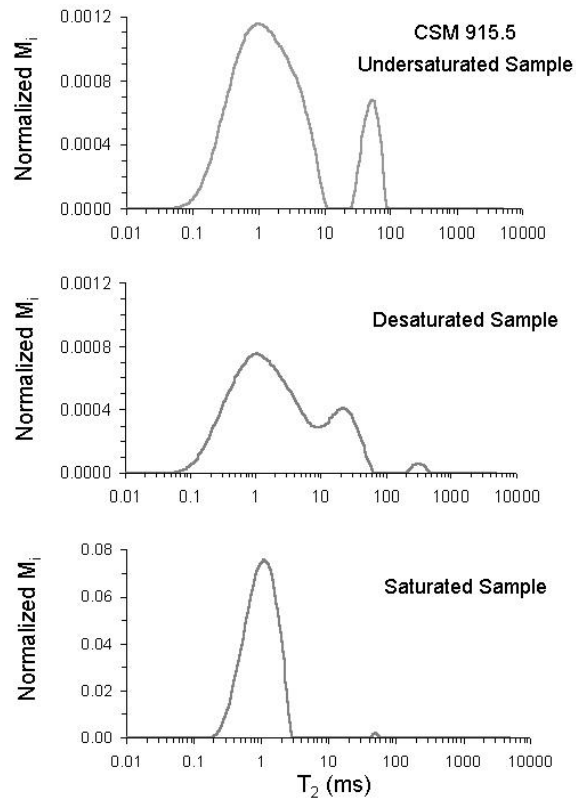 CSM 915.5
Undersaturated Sample
Normalized Mi
0.0012
0.0008
0.0004
0.0000
0.01 0.1 1 10 100 1000 10000
Desaturated Sample
Normalized Mi
0.0012
0.0008
0.0004
0.0000
0.01 0.1 1 10 100 1000 10000
Saturated Sample
Normalized Mi
0.08
0.06
0.04
0.02
0.00
0.01 0.1 1 10 100 1000 10000
T2 (ms)